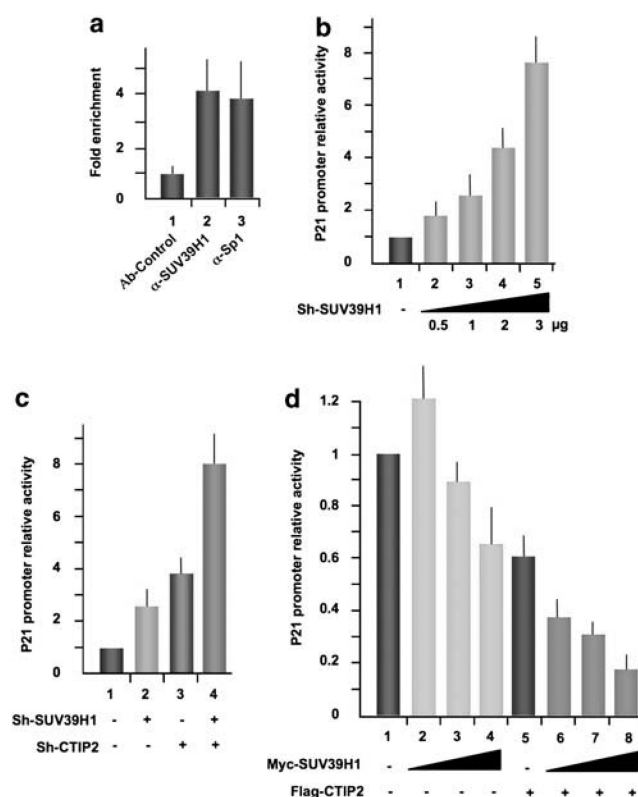 a
Fold enrichment
4
2
0
1 2 3
Ab-Control
α-SUV39H1
α-Sp1
b
P21 promoter relative activity
8
6
4
2
0
1 2 3 4 5
Sh-SUV39H1 - 0.5 1 2 3 µg
c
P21 promoter relative activity
8
6
4
2
0
1 2 3 4
Sh-SUV39H1 - + - +
Sh-CTIP2 - - + +
d
P21 promoter relative activity
1.2
1
0.8
0.6
0.4
0.2
0
1 2 3 4 5 6 7 8
Myc-SUV39H1 - -
Flag-CTIP2 - - - - + + + +